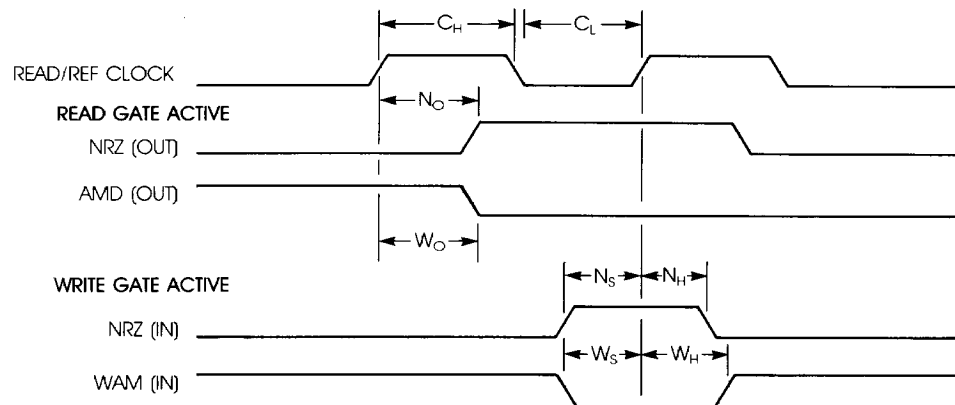 C_H C_L
READ/REF CLOCK
N_O
READ GATE ACTIVE
NRZ (OUT)
AMD (OUT)
W_O
N_S N_H
WRITE GATE ACTIVE
NRZ (IN)
W_S W_H
WAM (IN)